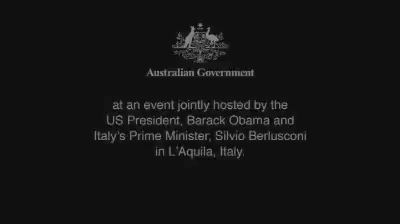 Australian Government
at an event jointly hosted by the
US President, Barack Obama and
Italy's Prime Minister, Silvio Berlusconi
in L'Aquila, Italy.